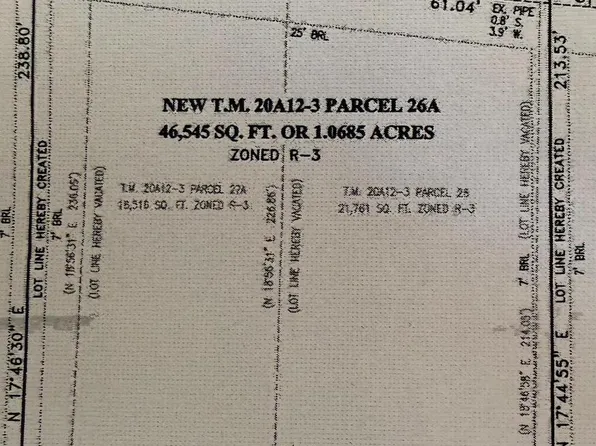 61.04'
EX. PIPE
0.8' S.
3.9' W.
25' BRL
NEW T.M. 20A12-3 PARCEL 26A
46,545 SQ. FT. OR 1.0685 ACRES
ZONED R-3
T.M. 20A12-3 PARCEL 27A
18,516 SQ. FT. ZONED R-3
T.M. 20A12-3 PARCEL 26
21,761 SQ. FT. ZONED R-3
238.80'
N 17°46'30" E
7' BRL
LOT LINE HEREBY CREATED
7' BRL
(N 18°56'31" E 236.05')
(LOT LINE HEREBY VACATED)
(N 18°56'31" E 226.86')
(LOT LINE HEREBY VACATED)
(N 18°46'58" E 214.05')
7' BRL (LOT LINE HEREBY VACATED)
213.53'
N 17°44'55" E
LOT LINE HEREBY CREATED
7' BRL